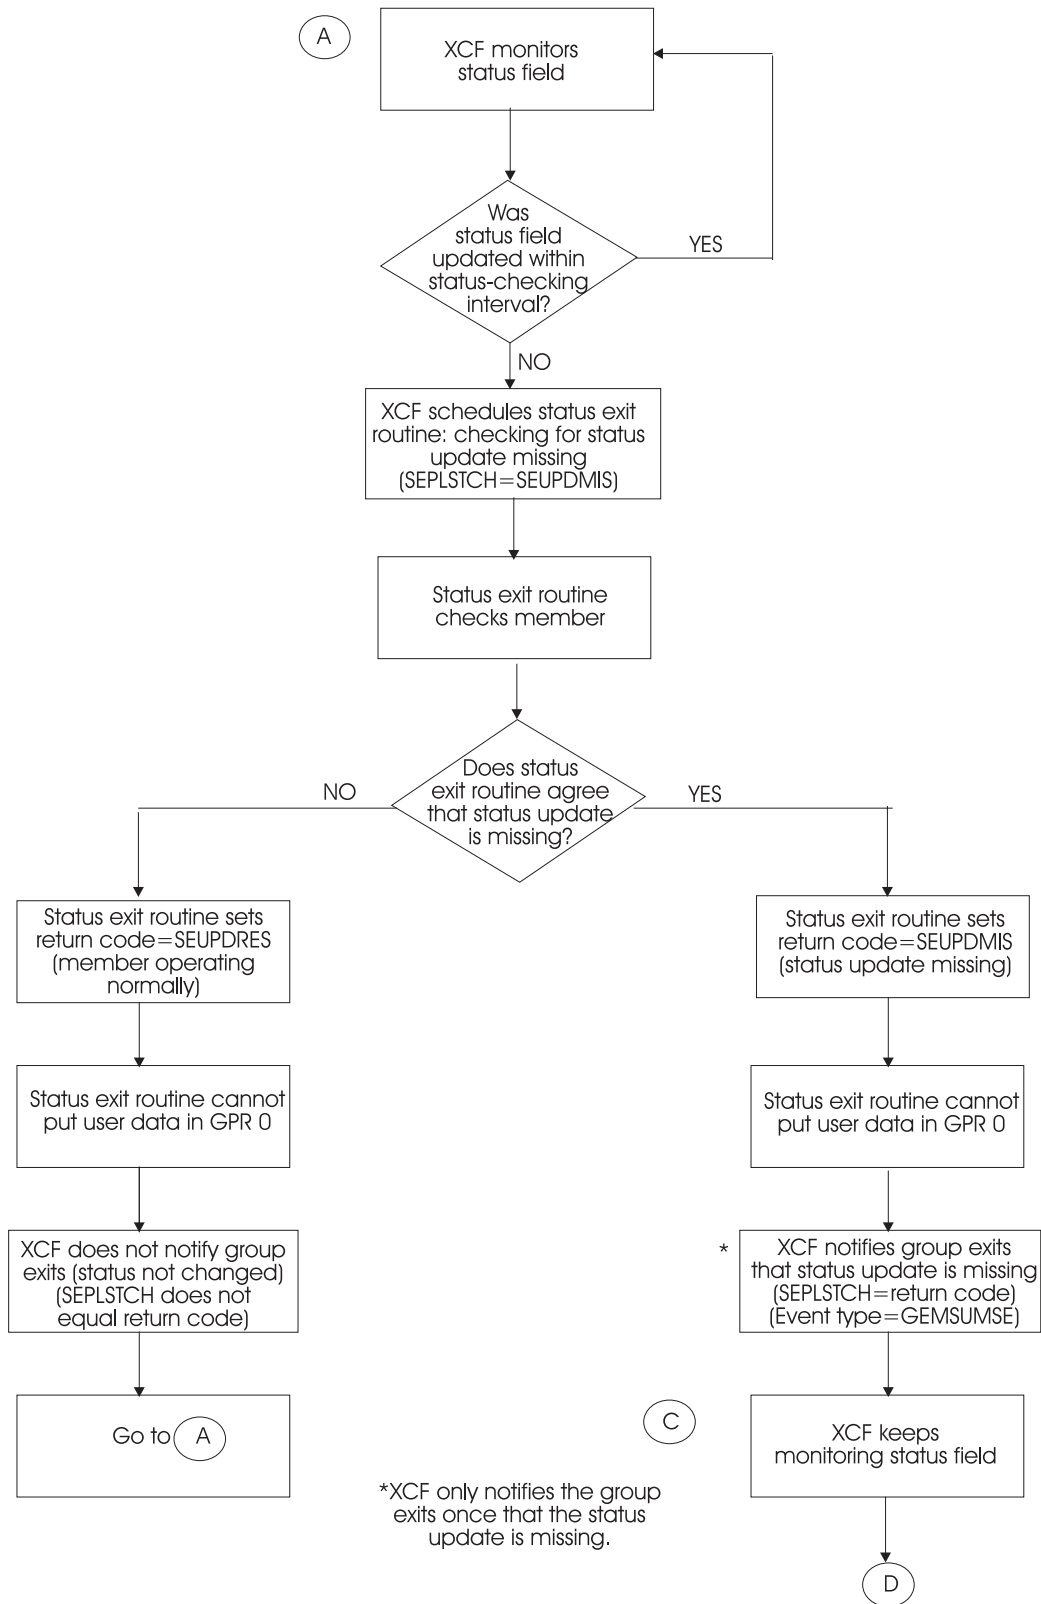 A
XCF monitors
status field
Was
status field
updated within
status-checking
interval?
YES
NO
XCF schedules status exit
routine: checking for status
update missing
(SEPLSTCH=SEUPDMIS)
Status exit routine
checks member
Does status
exit routine agree
that status update
is missing?
NO
YES
Status exit routine sets
return code=SEUPDRES
(member operating
normally)
Status exit routine sets
return code=SEUPDMIS
(status update missing)
Status exit routine cannot
put user data in GPR 0
Status exit routine cannot
put user data in GPR 0
XCF does not notify group
exits (status not changed)
(SEPLSTCH does not
equal return code)
*
XCF notifies group exits
that status update is missing
(SEPLSTCH=return code)
(Event type=GEMSUMSE)
Go to A
C
XCF keeps
monitoring status field
*XCF only notifies the group
exits once that the status
update is missing.
D